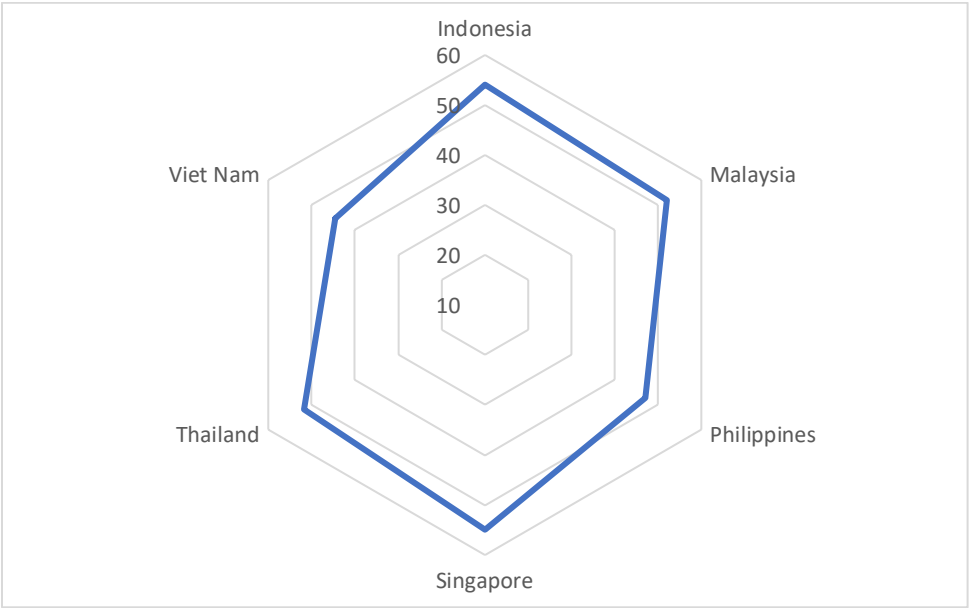 Indonesia
60
50
40
Viet Nam
Malaysia
30
20
10
Thailand
Philippines
Singapore